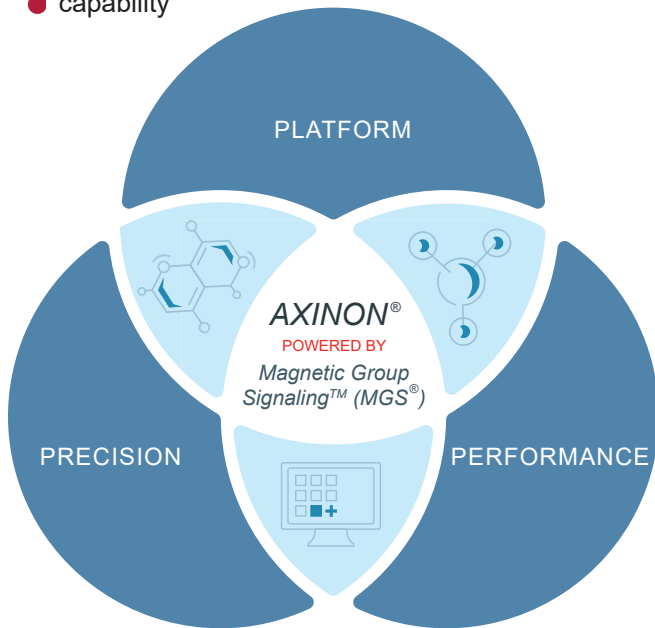 capability
PLATFORM
AXINON®
POWERED BY
Magnetic Group
Signaling™ (MGS®)
PRECISION
PERFORMANCE